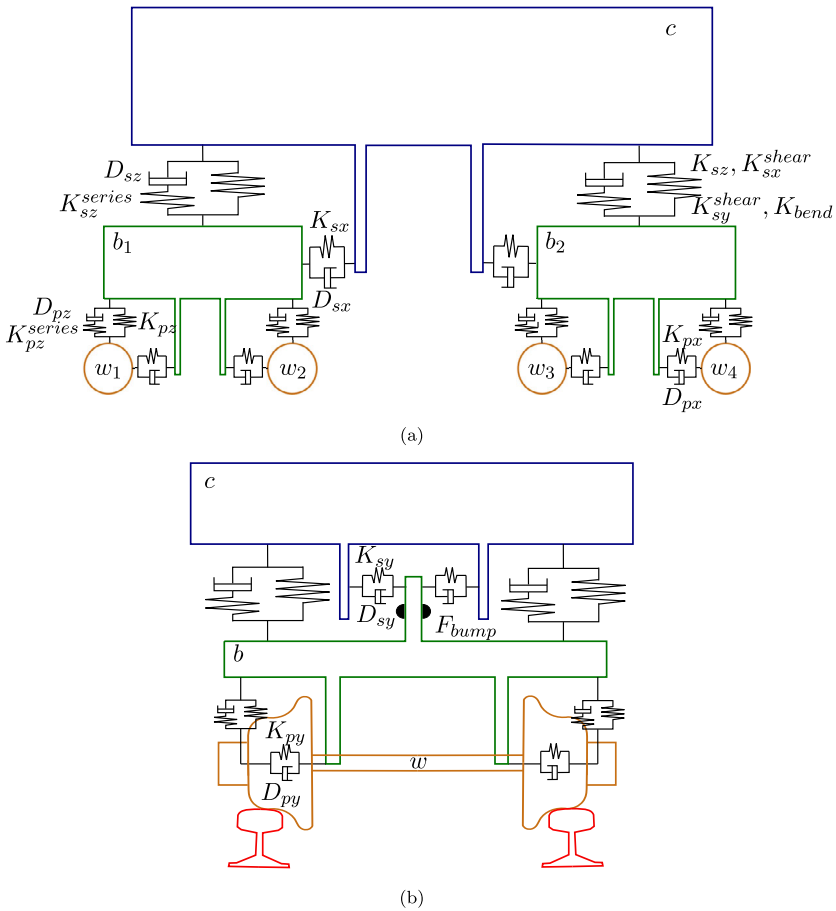 c
D_{sz}
K_{sz}^{series}
K_{sz}, K_{sx}^{shear}
K_{sy}^{shear}, K_{bend}
K_{sx}
b_1
b_2
D_{sx}
D_{pz}
K_{pz}^{series}
K_{pz}
K_{px}
w_1
w_2
w_3
w_4
D_{px}
(a)
c
K_{sy}
D_{sy}
F_{bump}
b
K_{py}
w
D_{py}
(b)